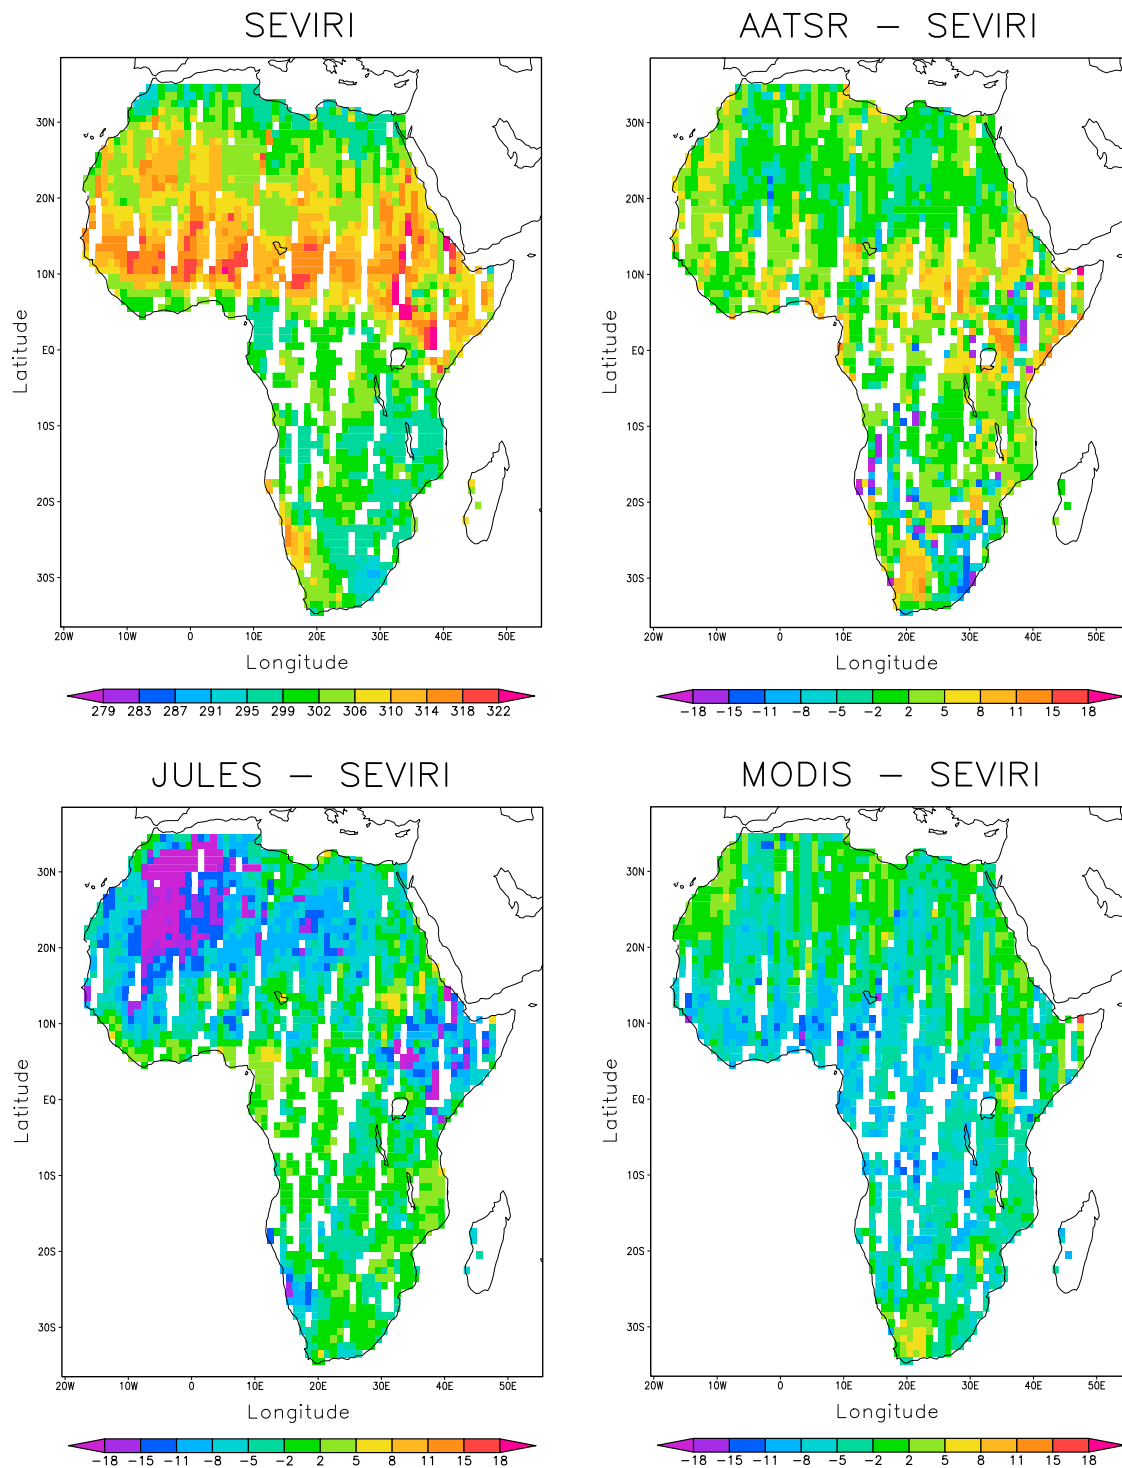 SEVIRI
AATSR − SEVIRI
30N
20N
10N
EQ
10S
20S
30S
Latitude
20W 10W 0 10E 20E 30E 40E 50E
Longitude
279 283 287 291 295 299 302 306 310 314 318 322
30N
20N
10N
EQ
10S
20S
30S
Latitude
20W 10W 0 10E 20E 30E 40E 50E
Longitude
−18 −15 −11 −8 −5 −2 2 5 8 11 15 18
JULES − SEVIRI
MODIS − SEVIRI
30N
20N
10N
EQ
10S
20S
30S
Latitude
20W 10W 0 10E 20E 30E 40E 50E
Longitude
−18 −15 −11 −8 −5 −2 2 5 8 11 15 18
30N
20N
10N
EQ
10S
20S
30S
Latitude
20W 10W 0 10E 20E 30E 40E 50E
Longitude
−18 −15 −11 −8 −5 −2 2 5 8 11 15 18